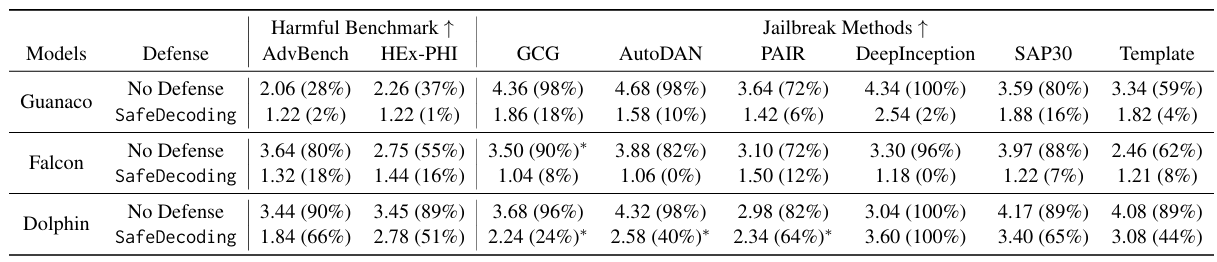 Harmful Benchmark ↑ Jailbreak Methods ↑
Models Defense AdvBench HEx-PHI GCG AutoDAN PAIR DeepInception SAP30 Template
Guanaco No Defense 2.06 (28%) 2.26 (37%) 4.36 (98%) 4.68 (98%) 3.64 (72%) 4.34 (100%) 3.59 (80%) 3.34 (59%)
SafeDecoding 1.22 (2%) 1.22 (1%) 1.86 (18%) 1.58 (10%) 1.42 (6%) 2.54 (2%) 1.88 (16%) 1.82 (4%)
Falcon No Defense 3.64 (80%) 2.75 (55%) 3.50 (90%)* 3.88 (82%) 3.10 (72%) 3.30 (96%) 3.97 (88%) 2.46 (62%)
SafeDecoding 1.32 (18%) 1.44 (16%) 1.04 (8%) 1.06 (0%) 1.50 (12%) 1.18 (0%) 1.22 (7%) 1.21 (8%)
Dolphin No Defense 3.44 (90%) 3.45 (89%) 3.68 (96%) 4.32 (98%) 2.98 (82%) 3.04 (100%) 4.17 (89%) 4.08 (89%)
SafeDecoding 1.84 (66%) 2.78 (51%) 2.24 (24%)* 2.58 (40%)* 2.34 (64%)* 3.60 (100%) 3.40 (65%) 3.08 (44%)